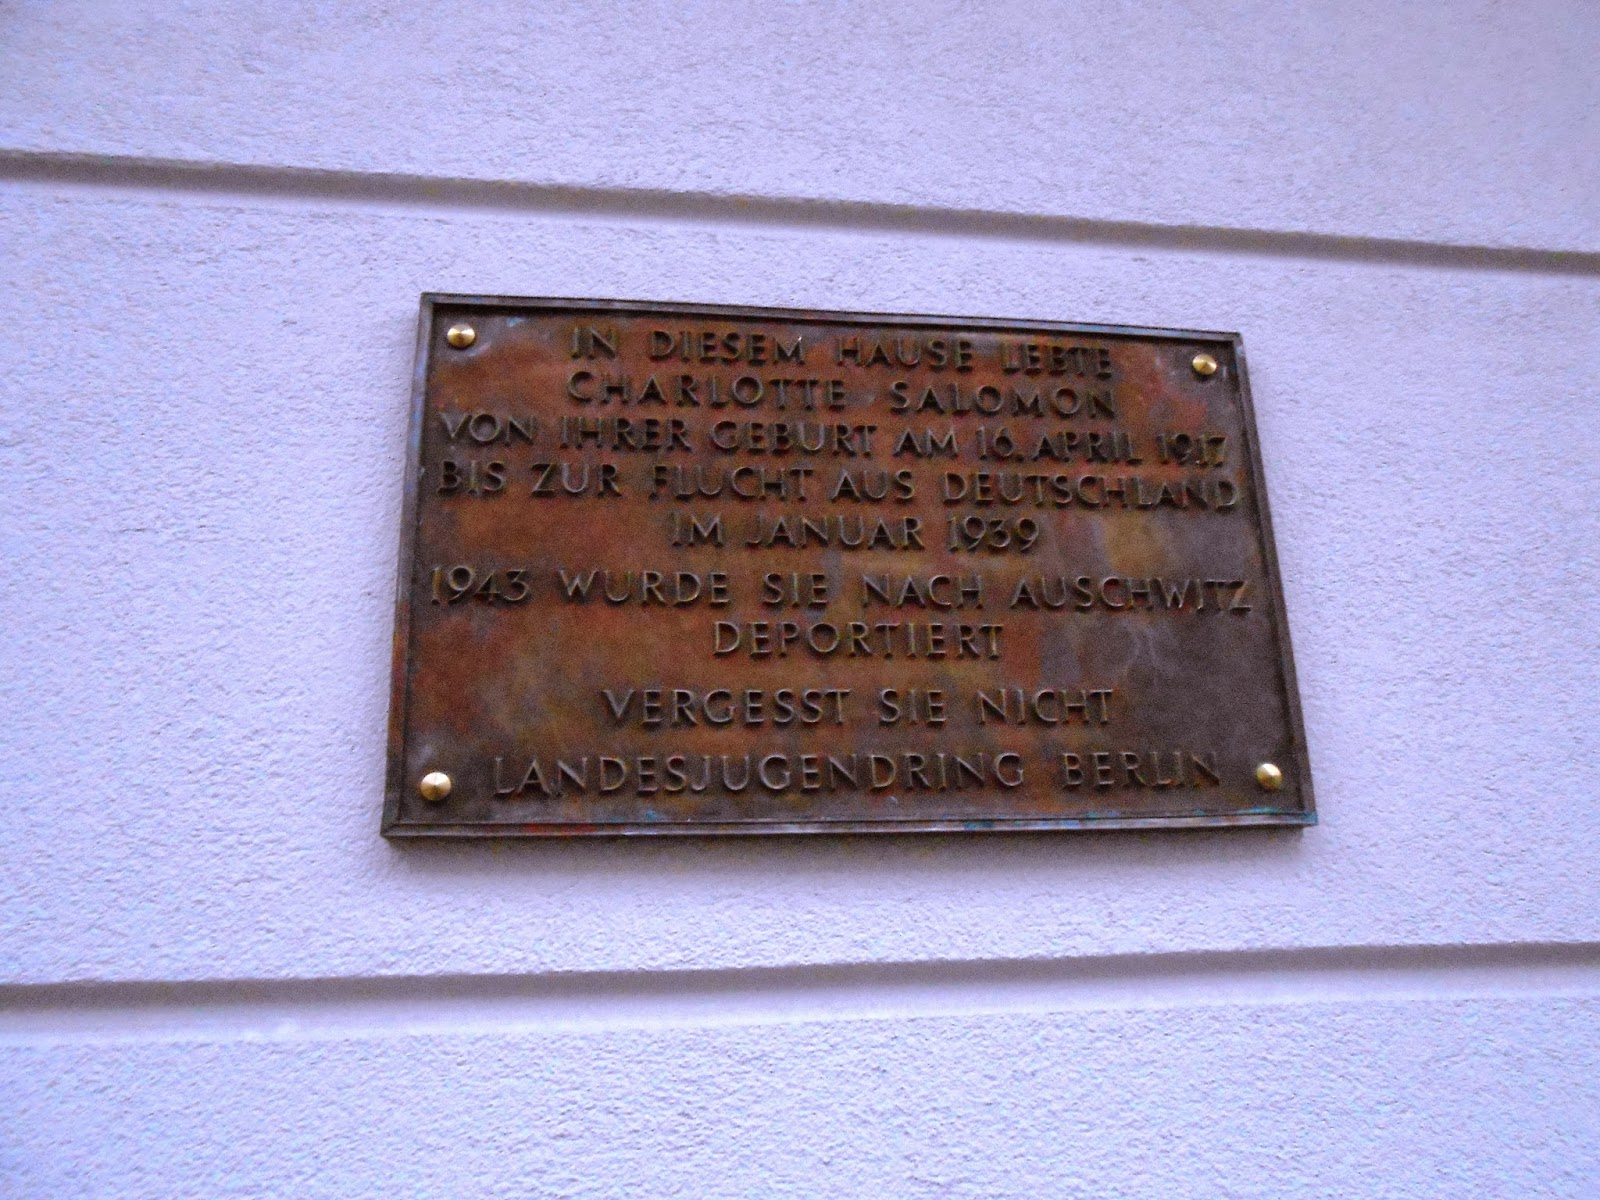 IN DIESEM HAUSE LEBTE
CHARLOTTE SALOMON
VON IHRER GEBURT AM 16. APRIL 1917
BIS ZUR FLUCHT AUS DEUTSCHLAND
IM JANUAR 1939
1943 WURDE SIE NACH AUSCHWITZ
DEPORTIERT
VERGESST SIE NICHT
LANDESJUGENDRING BERLIN